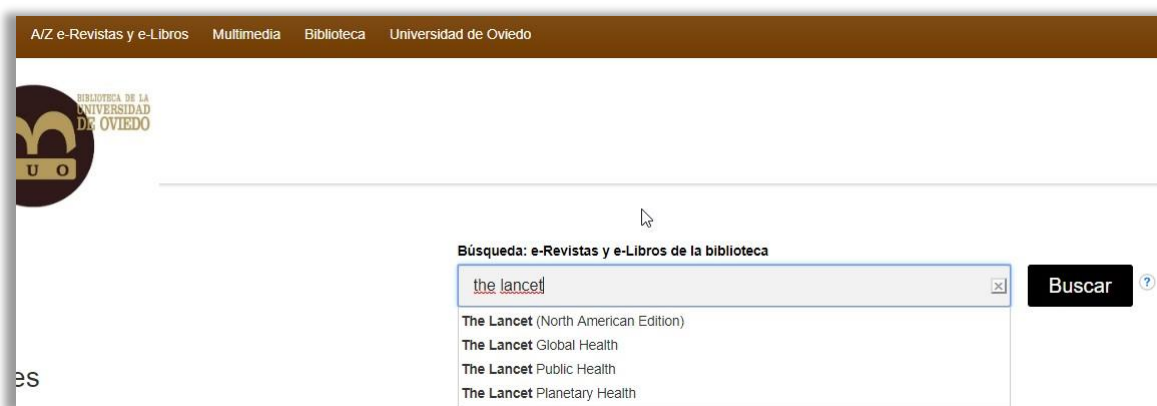 A/Z e-Revistas y e-Libros Multimedia Biblioteca Universidad de Oviedo
BIBLIOTECA DE LA
UNIVERSIDAD
DE OVIEDO
U O
Búsqueda: e-Revistas y e-Libros de la biblioteca
the lancet
Buscar ?
The Lancet (North American Edition)
The Lancet Global Health
The Lancet Public Health
The Lancet Planetary Health
es